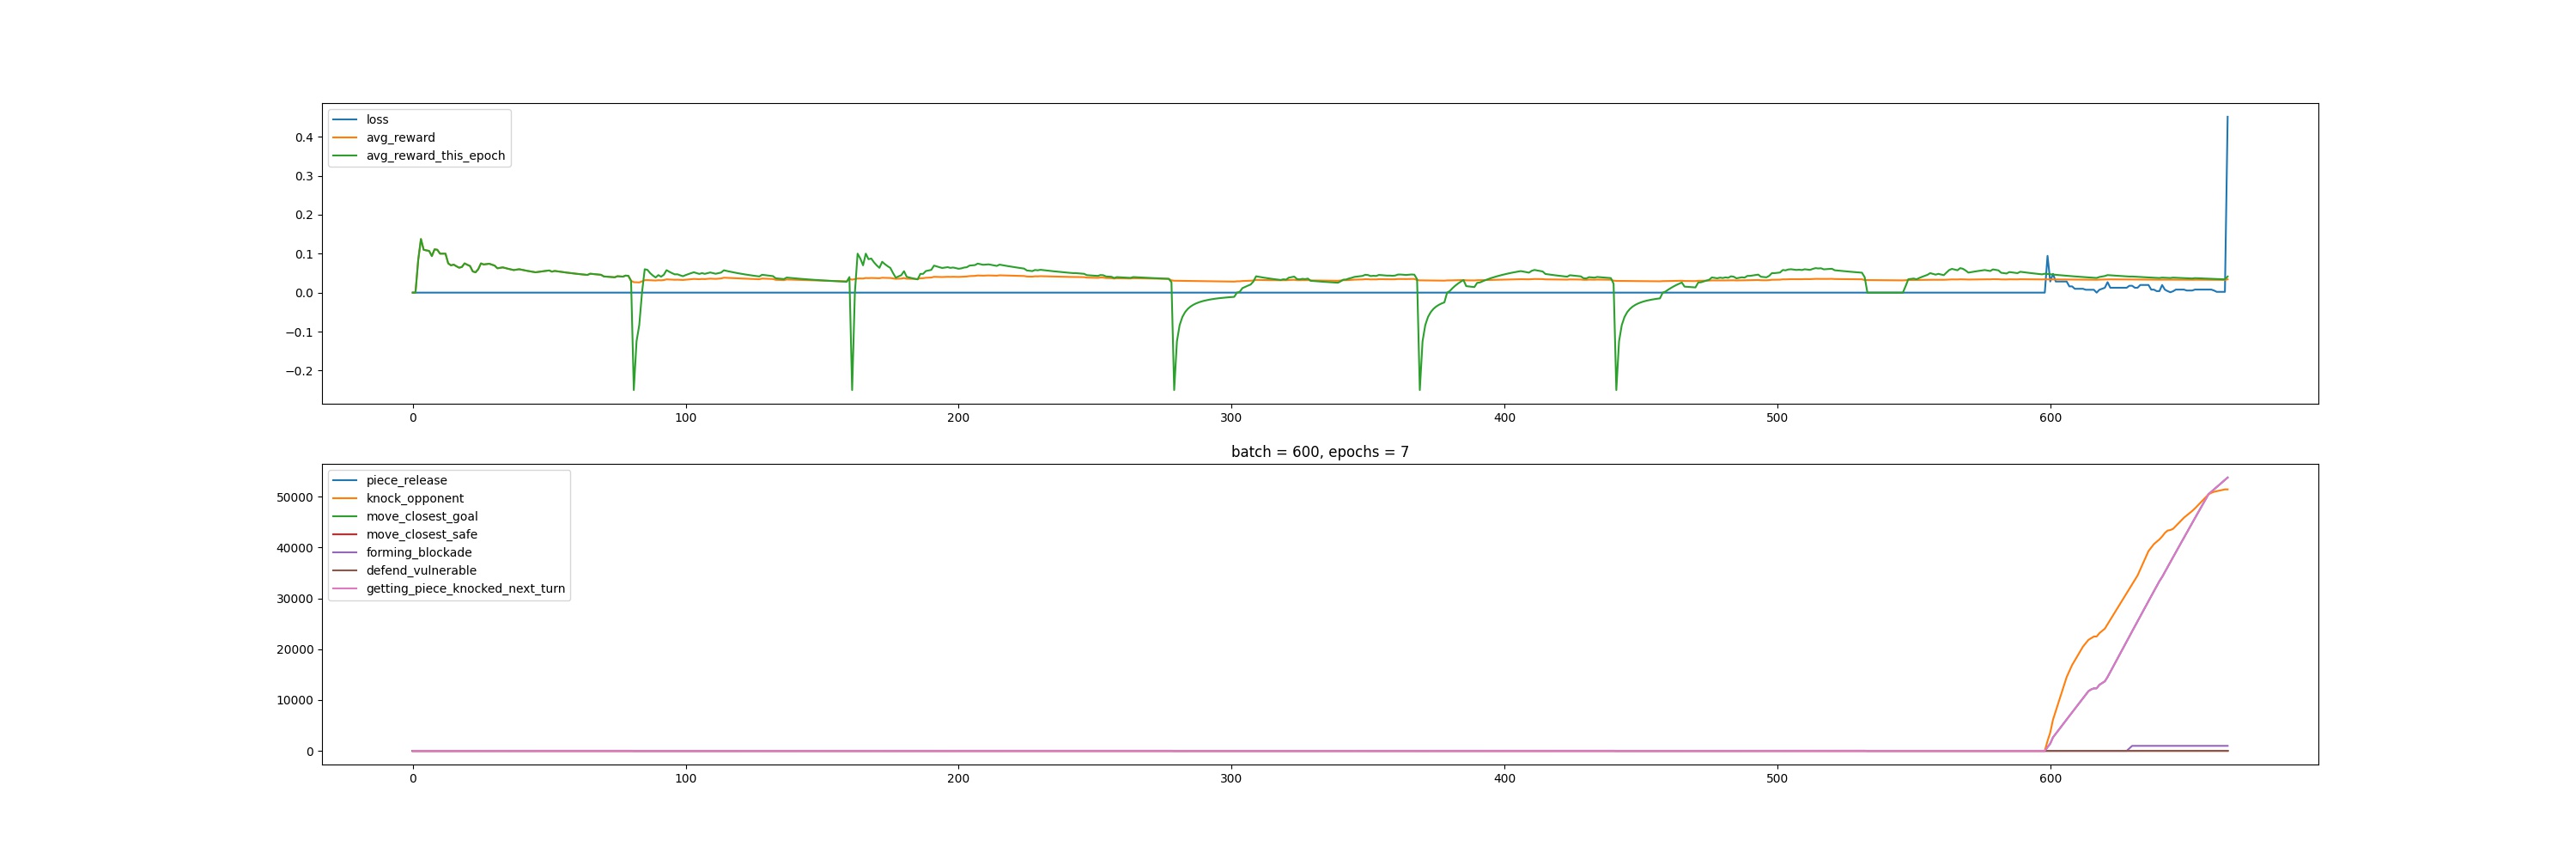 loss
avg_reward
avg_reward_this_epoch
0.4
0.3
0.2
0.1
0.0
−0.1
−0.2
0 100 200 300 400 500 600
batch = 600, epochs = 7
piece_release
knock_opponent
move_closest_goal
move_closest_safe
forming_blockade
defend_vulnerable
getting_piece_knocked_next_turn
50000
40000
30000
20000
10000
0
0 100 200 300 400 500 600